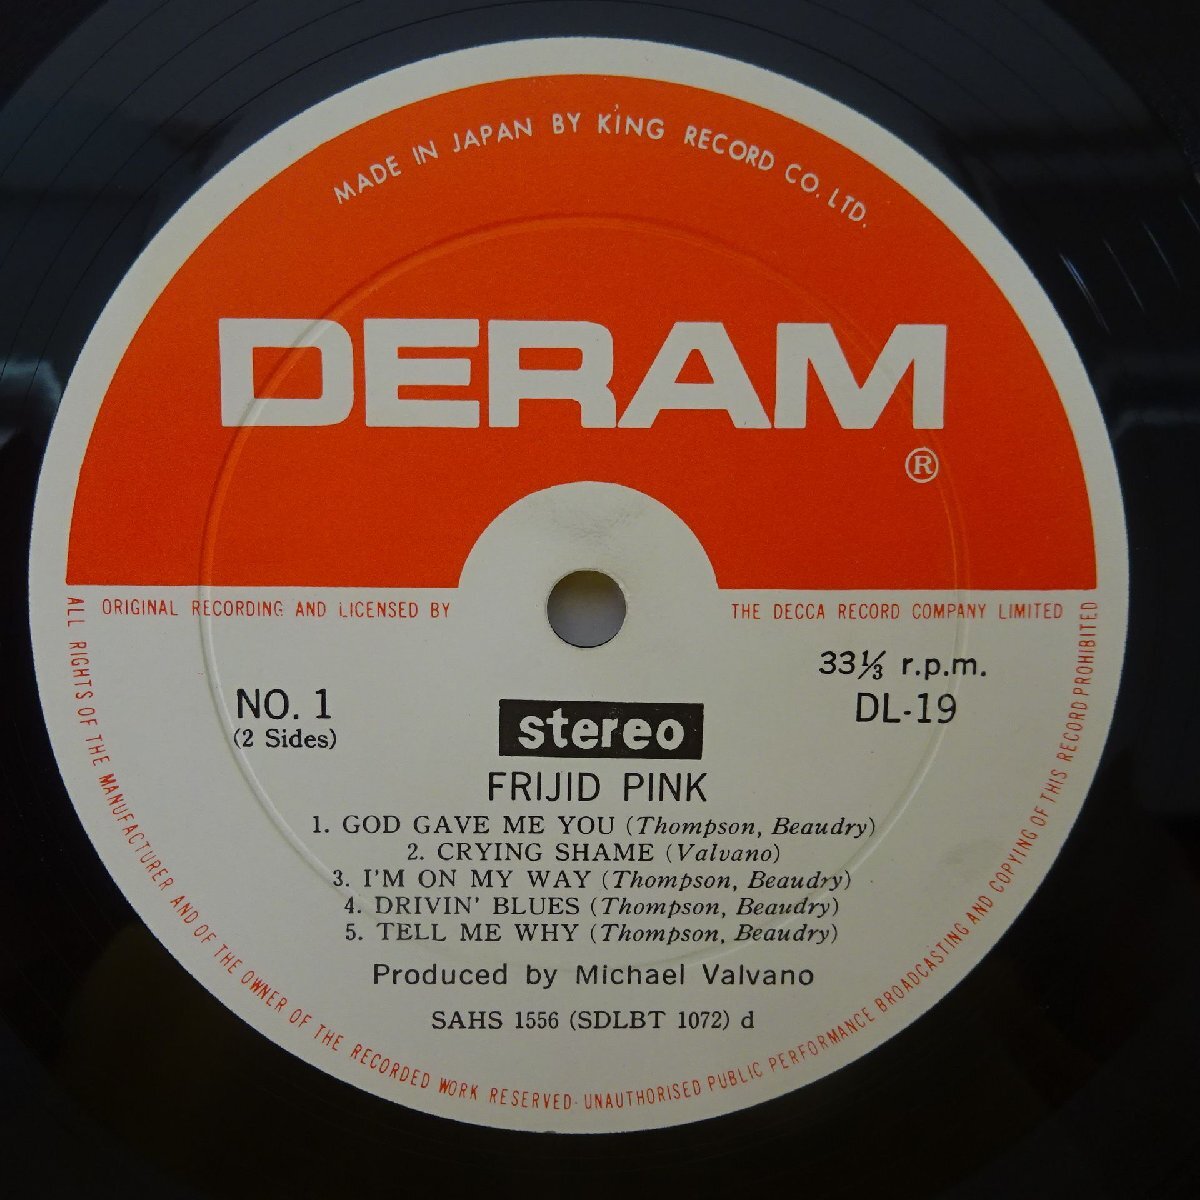 MADE IN JAPAN BY KING RECORD CO. LTD.
DERAM
®
ORIGINAL RECORDING AND LICENSED BY THE DECCA RECORD COMPANY LIMITED
33⅓ r.p.m.
NO. 1
DL-19
(2 Sides)
stereo
FRIJID PINK
1. GOD GAVE ME YOU (Thompson, Beaudry)
2. CRYING SHAME (Valvano)
3. I'M ON MY WAY (Thompson, Beaudry)
4. DRIVIN' BLUES (Thompson, Beaudry)
5. TELL ME WHY (Thompson, Beaudry)
Produced by Michael Valvano
SAHS 1556 (SDLBT 1072) d
ALL RIGHTS OF THE MANUFACTURER AND OF THE OWNER OF THE RECORDED WORK RESERVED·UNAUTHORISED PUBLIC PERFORMANCE BROADCASTING AND COPYING OF THIS RECORD PROHIBITED